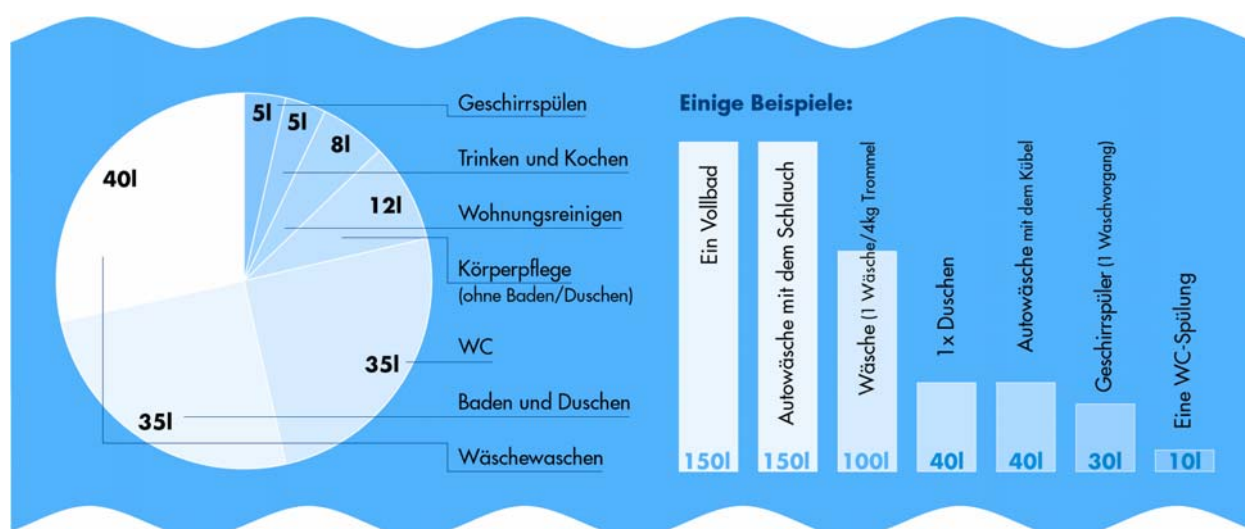 5l
5l
8l
12l
35l
35l
40l
Geschirrspülen
Trinken und Kochen
Wohnungsreinigen
Körperpflege
(ohne Baden/Duschen)
WC
Baden und Duschen
Wäschewaschen
Einige Beispiele:
Ein Vollbad
150l
Autowäsche mit dem Schlauch
150l
Wäsche (1 Wäsche/4kg Trommel
100l
1x Duschen
40l
Autowäsche mit dem Kübel
40l
Geschirrspüler (1 Waschvorgang)
30l
Eine WC-Spülung
10l